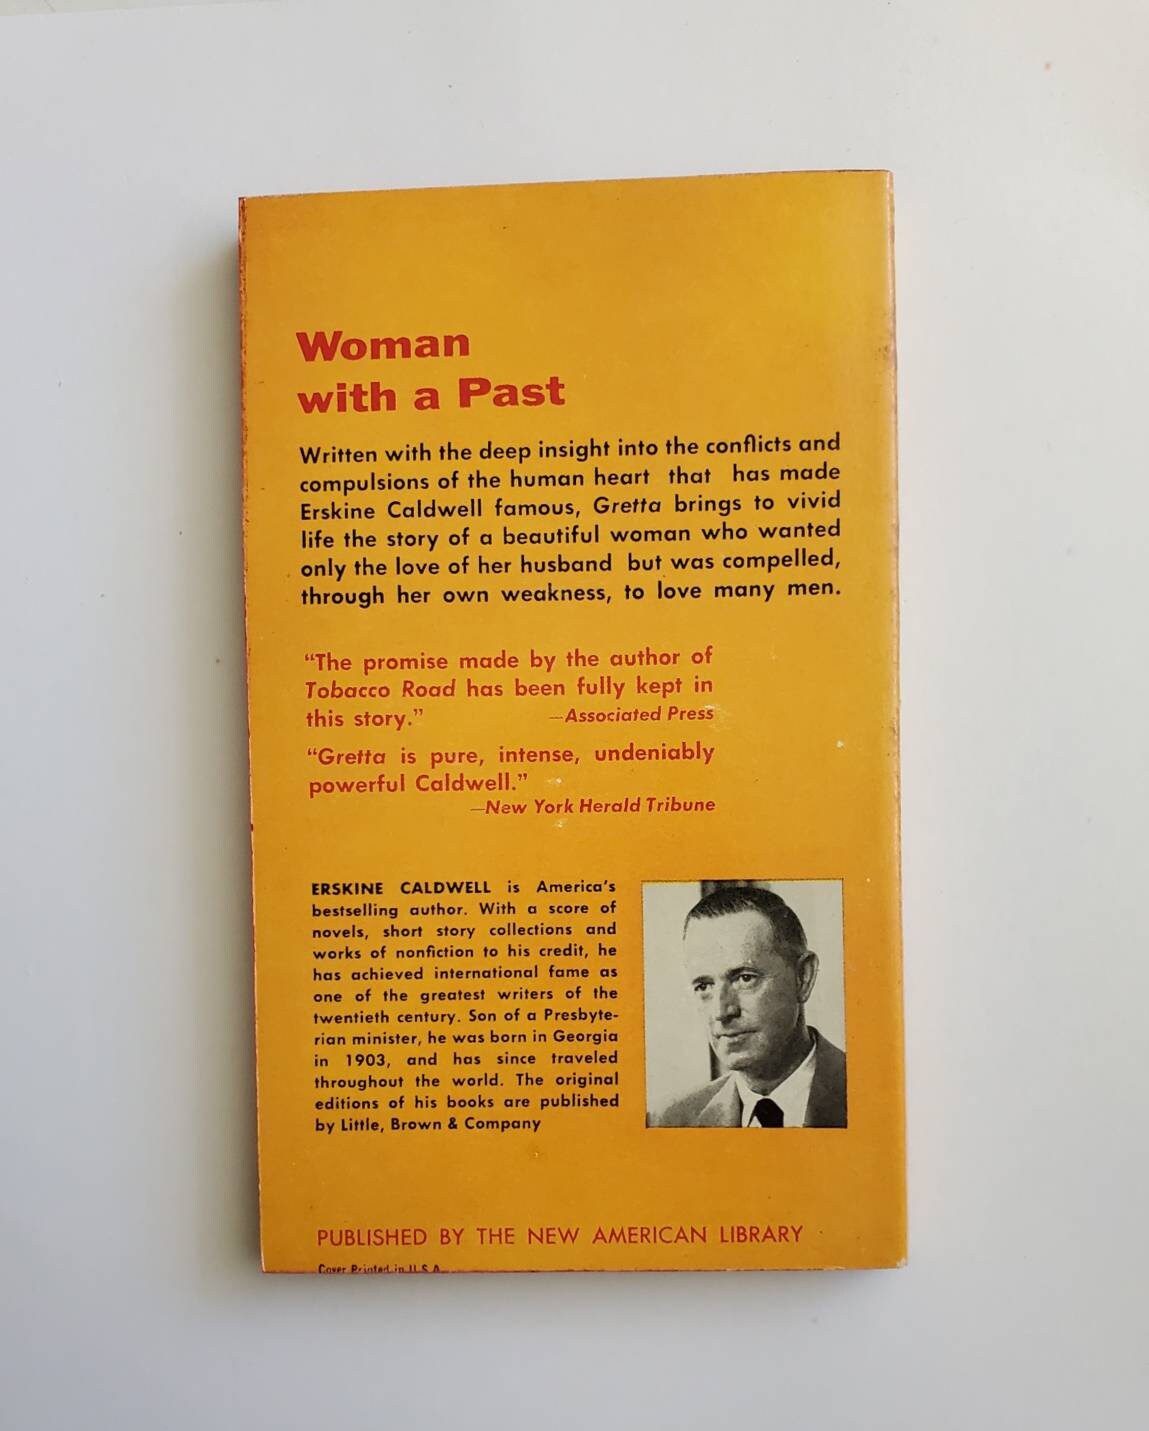 Woman
with a Past
Written with the deep insight into the conflicts and
compulsions of the human heart that has made
Erskine Caldwell famous, Gretta brings to vivid
life the story of a beautiful woman who wanted
only the love of her husband but was compelled,
through her own weakness, to love many men.
“The promise made by the author of
Tobacco Road has been fully kept in
this story.” —Associated Press
“Gretta is pure, intense, undeniably
powerful Caldwell.”
—New York Herald Tribune
ERSKINE CALDWELL is America's
bestselling author. With a score of
novels, short story collections and
works of nonfiction to his credit, he
has achieved international fame as
one of the greatest writers of the
twentieth century. Son of a Presbyte-
rian minister, he was born in Georgia
in 1903, and has since traveled
throughout the world. The original
editions of his books are published
by Little, Brown & Company
PUBLISHED BY THE NEW AMERICAN LIBRARY
Cover Printed in U.S.A.